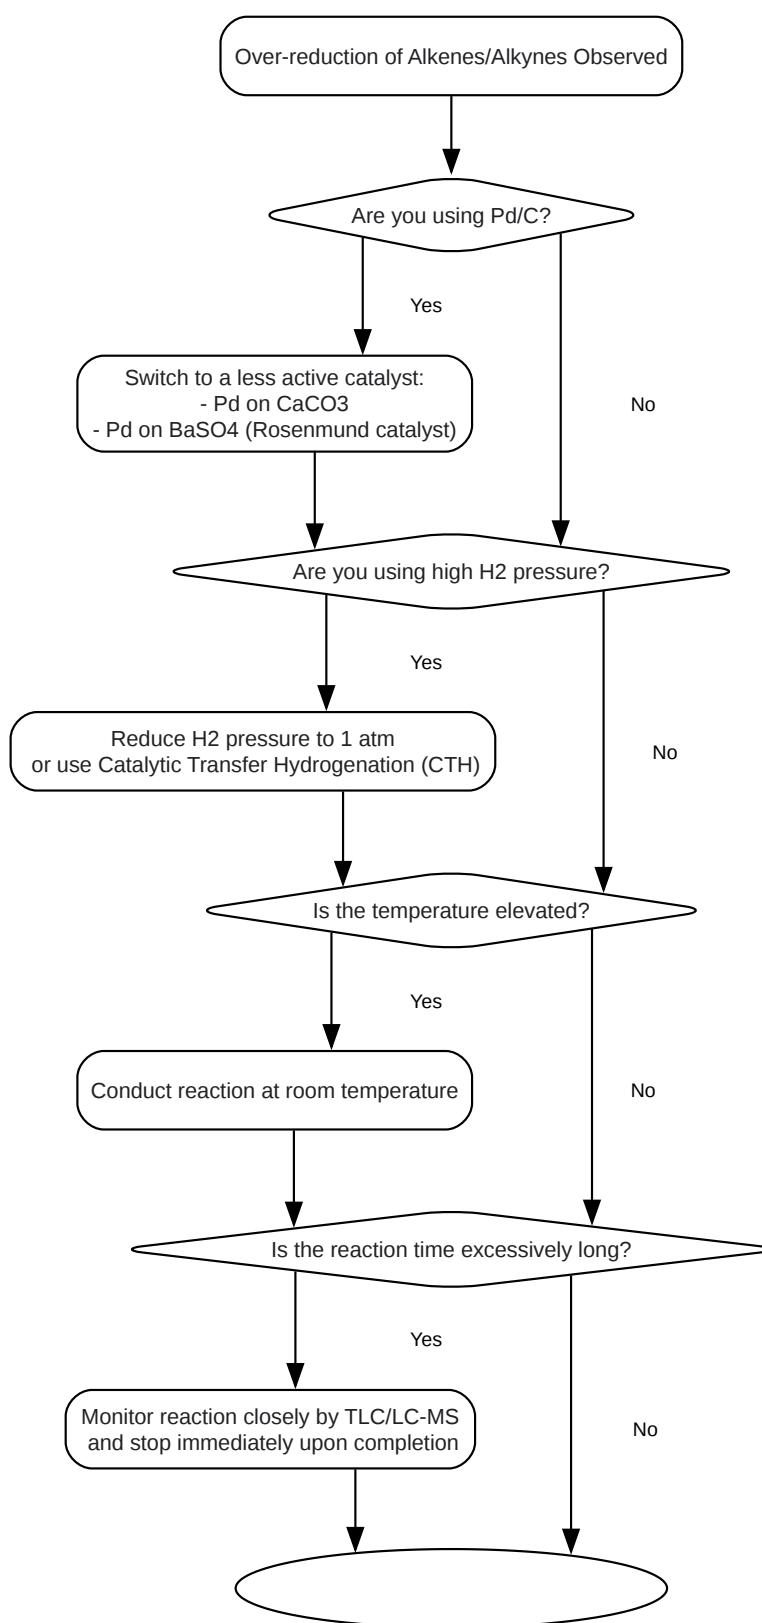 Over-reduction of Alkenes/Alkynes Observed
Are you using Pd/C?
Yes
Switch to a less active catalyst:
- Pd on CaCO3
- Pd on BaSO4 (Rosenmund catalyst)
No
Are you using high H2 pressure?
Yes
Reduce H2 pressure to 1 atm
or use Catalytic Transfer Hydrogenation (CTH)
No
Is the temperature elevated?
Yes
Conduct reaction at room temperature
No
Is the reaction time excessively long?
Yes
Monitor reaction closely by TLC/LC-MS
and stop immediately upon completion
No